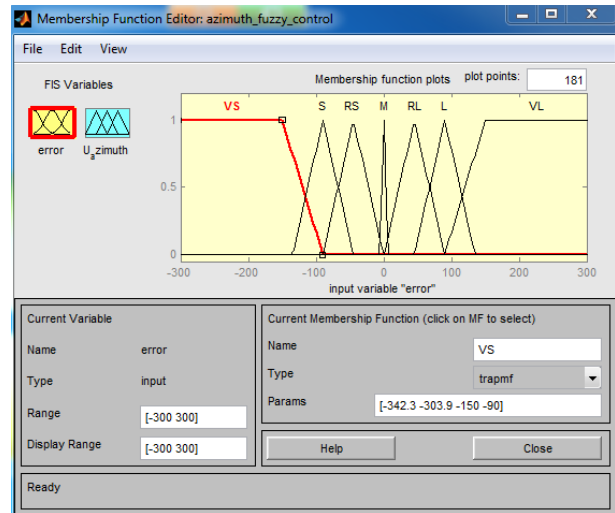 Membership Function Editor: azimuth_fuzzy_control
File Edit View
FIS Variables
error U_azimuth
Membership function plots plot points: 181
VS S RS M RL L VL
1
0.5
0
-300 -200 -100 0 100 200 300
input variable "error"
Current Variable
Name error
Type input
Range [-300 300]
Display Range [-300 300]
Current Membership Function (click on MF to select)
Name VS
Type trapmf
Params [-342.3 -303.9 -150 -90]
Help Close
Ready